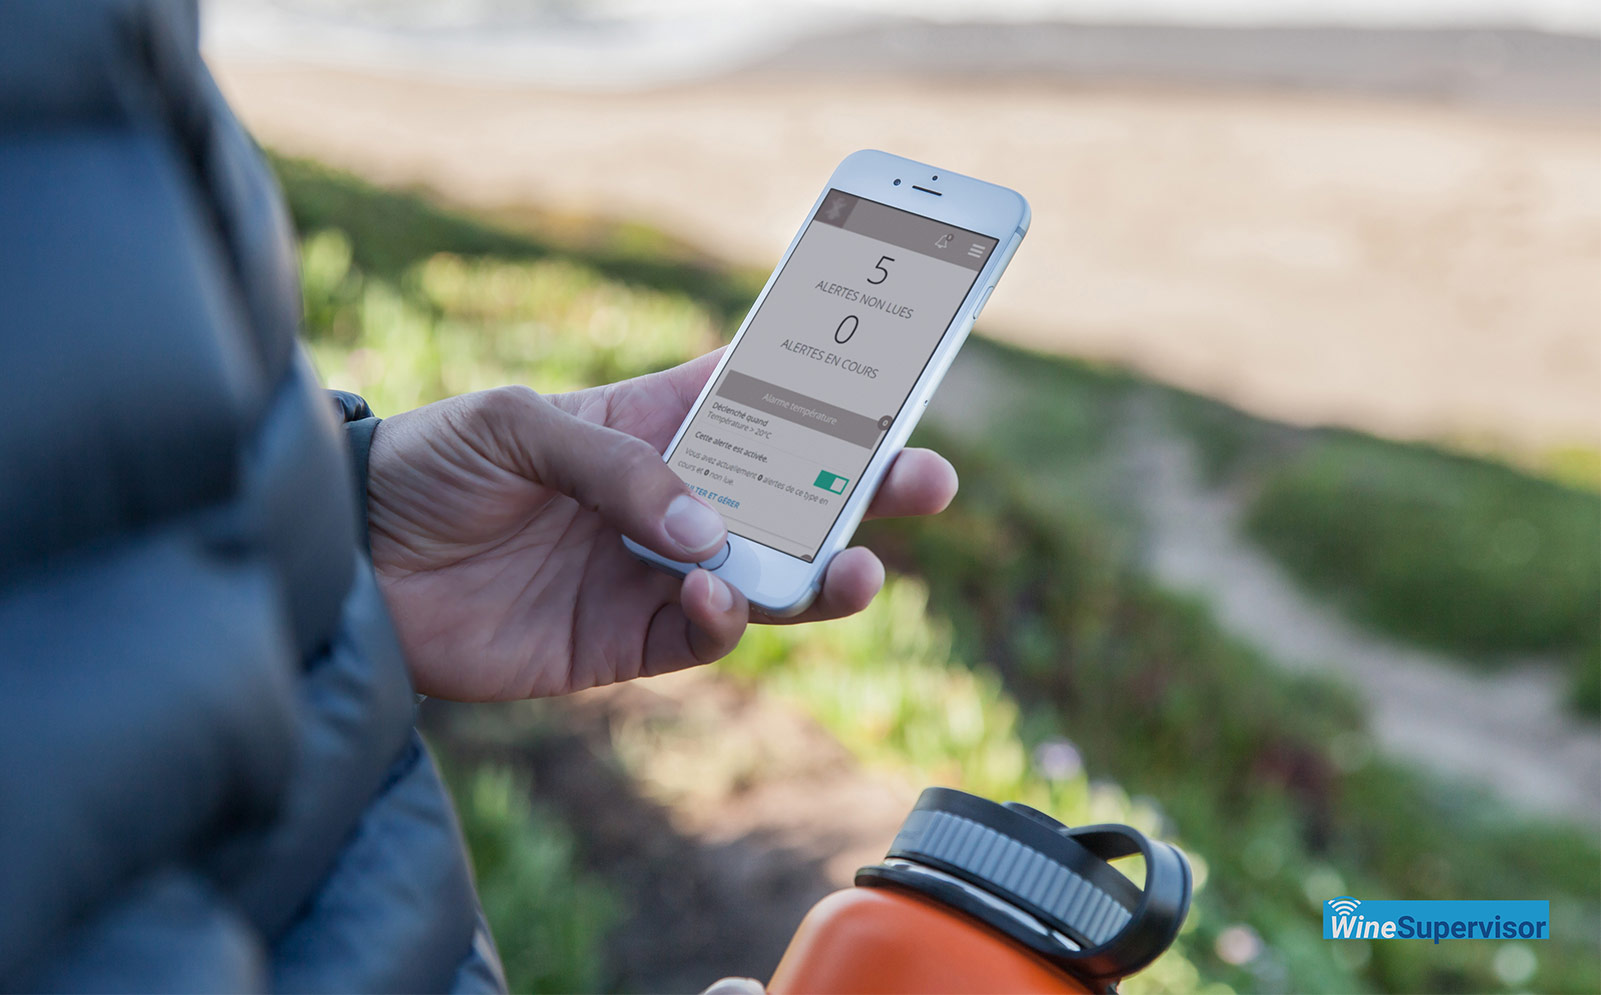 5
ALERTES NON LUES
0
ALERTES EN COURS
Alarme température
0
Déclenché quand
Température > 20°C
Cette alerte est activée.
Vous avez actuellement 0 alertes de ce type en
cours et 0 non lue.
ET GÉRER
WineSupervisor